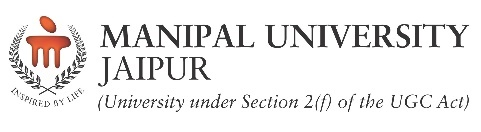 MANIPAL UNIVERSITY
JAIPUR
(University under Section 2(f) of the UGC Act)
INSPIRED BY LIFE